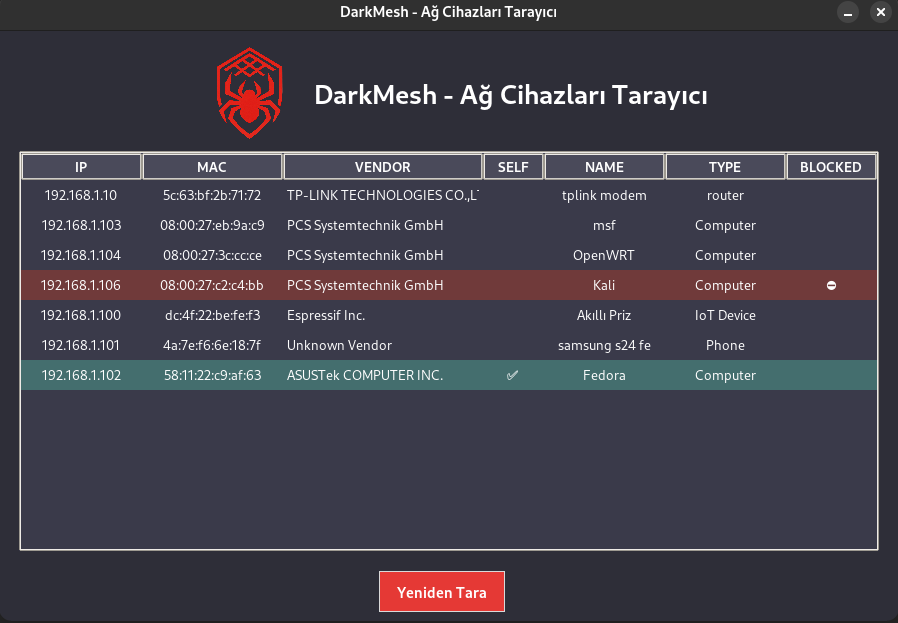 DarkMesh - Ağ Cihazları Tarayıcı
DarkMesh - Ağ Cihazları Tarayıcı
IP MAC VENDOR SELF NAME TYPE BLOCKED
192.168.1.10 5c:63:bf:2b:71:72 TP-LINK TECHNOLOGIES CO.,L tplink modem router
192.168.1.103 08:00:27:eb:9a:c9 PCS Systemtechnik GmbH msf Computer
192.168.1.104 08:00:27:3c:cc:ce PCS Systemtechnik GmbH OpenWRT Computer
192.168.1.106 08:00:27:c2:c4:bb PCS Systemtechnik GmbH Kali Computer ⛔
192.168.1.100 dc:4f:22:be:fe:f3 Espressif Inc. Akıllı Priz IoT Device
192.168.1.101 4a:7e:f6:6e:18:7f Unknown Vendor samsung s24 fe Phone
192.168.1.102 58:11:22:c9:af:63 ASUSTek COMPUTER INC. ✅ Fedora Computer
Yeniden Tara